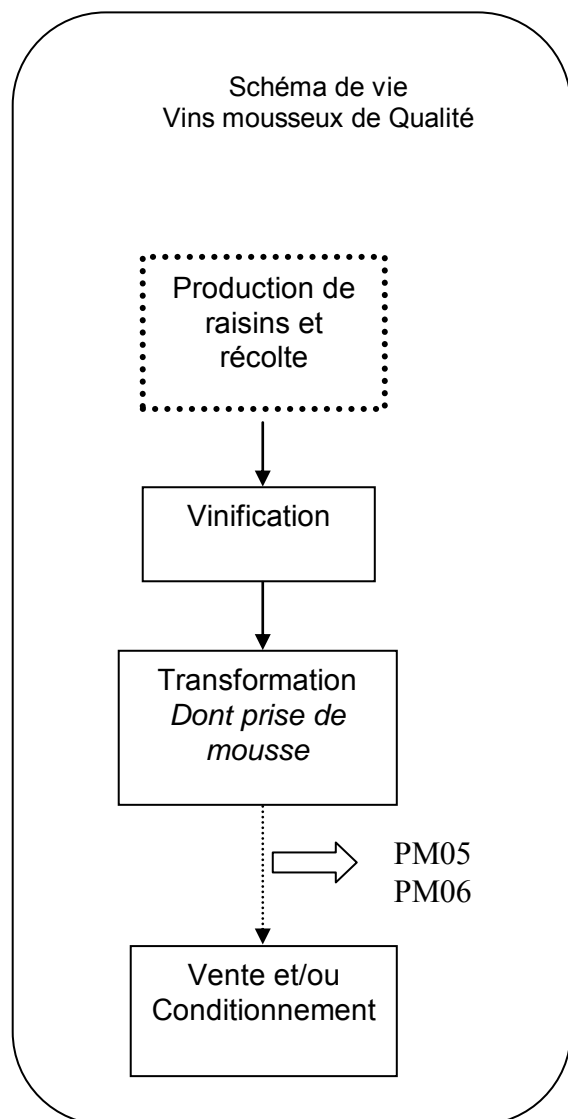 Schéma de vie
Vins mousseux de Qualité
Production de
raisins et
récolte
Vinification
Transformation
Dont prise de
mousse
PM05
PM06
Vente et/ou
Conditionnement